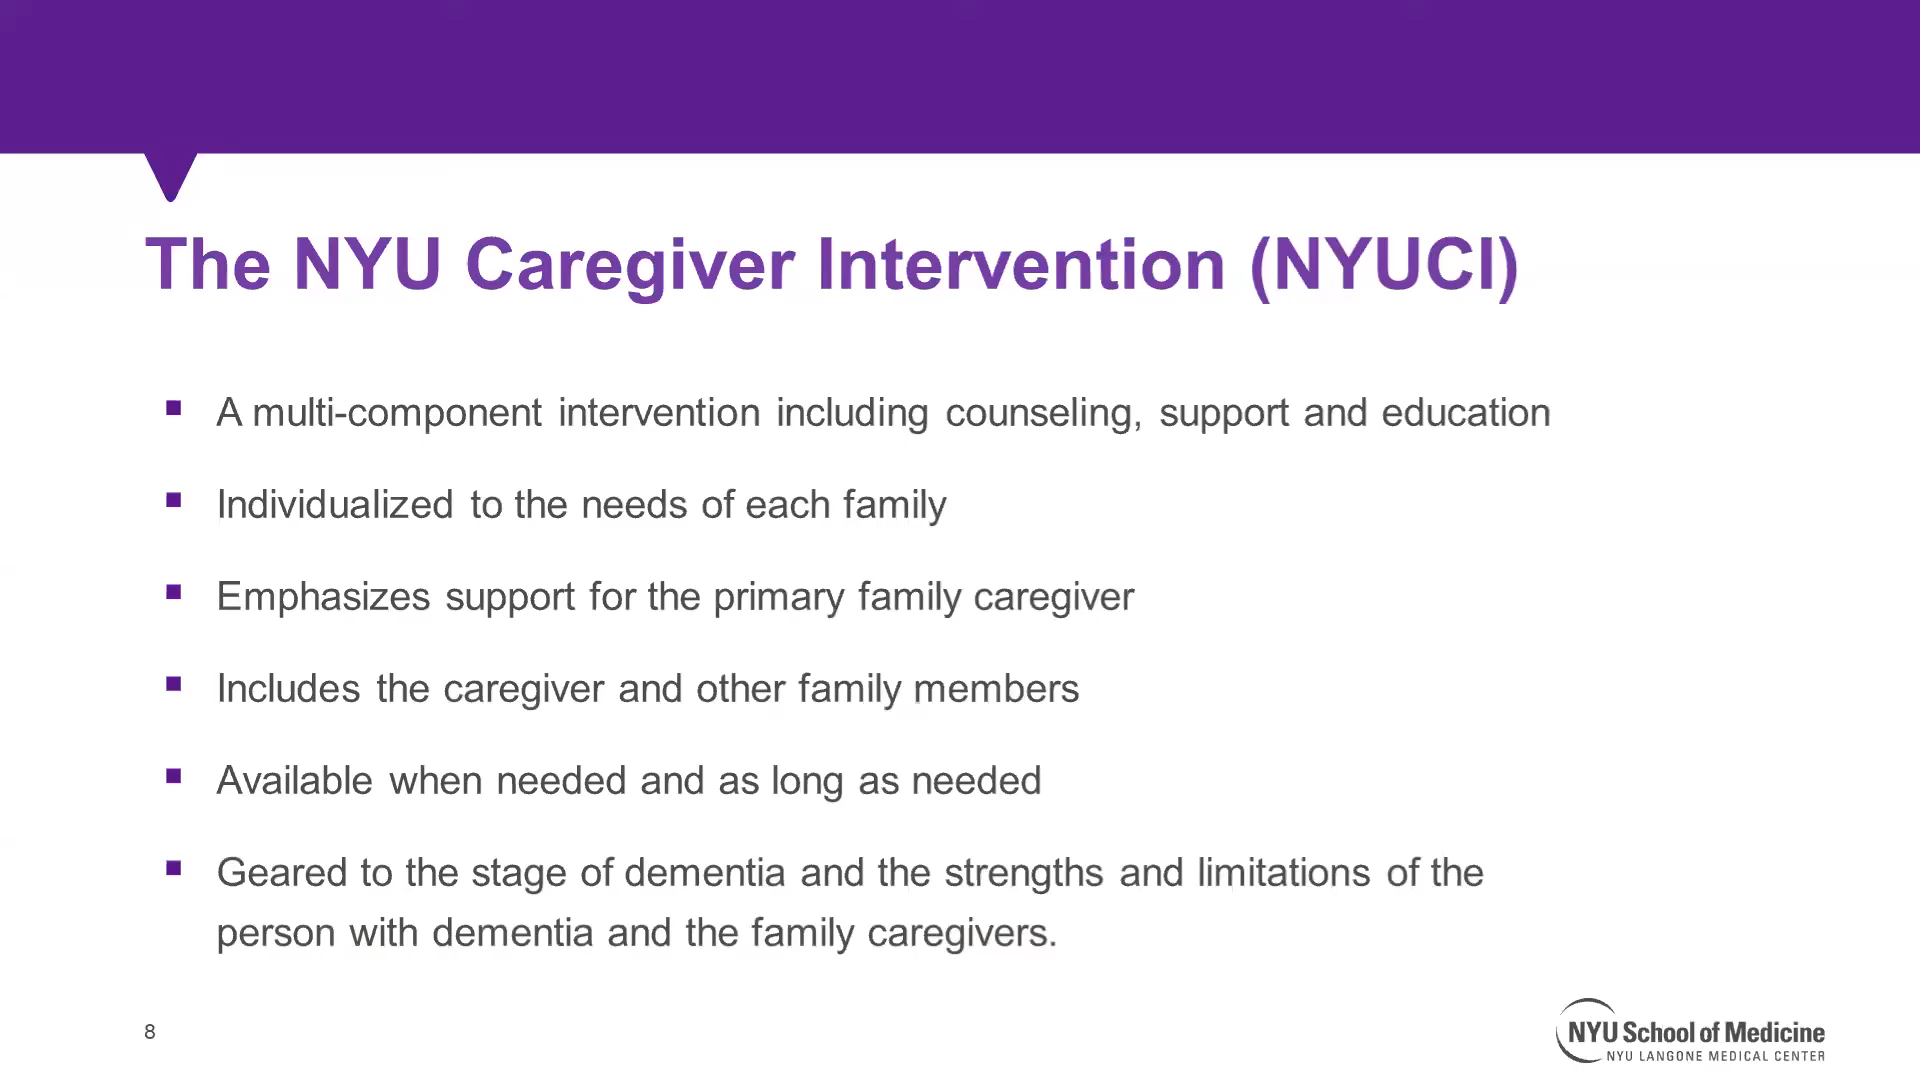 The NYU Caregiver Intervention (NYUCI)
A multi-component intervention including counseling, support and education
Individualized to the needs of each family
Emphasizes support for the primary family caregiver
Includes the caregiver and other family members
Available when needed and as long as needed
Geared to the stage of dementia and the strengths and limitations of the
person with dementia and the family caregivers.
8
NYU School of Medicine
NYU LANGONE MEDICAL CENTER